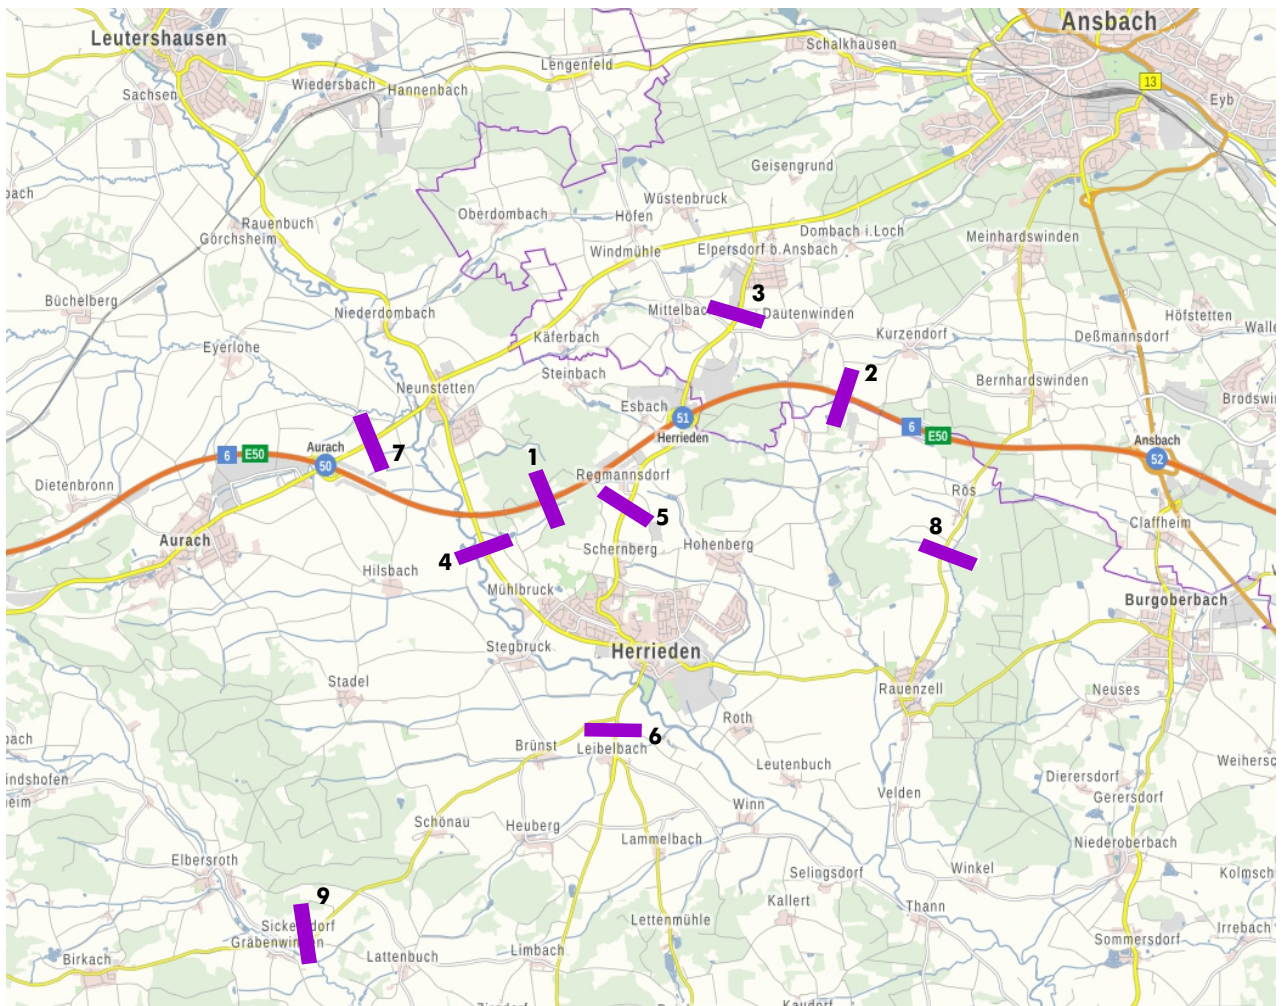 Ansbach
Leutershausen
Schalkhausen
Lengenfeld
Wiedersbach
Hannenbach
13
Sachsen
Eyb
Geisengrund
Wüstenbruck
Oberdombach
Höfen
Rauenbuch
Görchsheim
Dombach i.Loch
Meinhardswinden
Windmühle
Elpersdorf b.Ansbach
3
Büchelberg
Niederdombach
Mittelbac
Dautenwinden
Höfstetten
Käferbach
Kurzendorf
Deßmannsdorf
Eyerlohe
Steinbach
2
Bernhardswinden
Neunstetten
Esbach
51
Herrieden
6
E50
Ansbach
52
Aurach
6
E50
50
7
1
Regmannsdorf
Dietenbronn
Rös
5
Claffheim
Aurach
8
4
Schernberg
Hohenberg
Hilsbach
Mühlbruck
Burgoberbach
Stegbruck
Herrieden
Stadel
Rauenzell
Neuses
Roth
6
Brünst
Leibelbach
Leutenbuch
Weihersc
indshofen
Dierersdorf
Velden
Gerersdorf
Winn
Schönau
Heuberg
Lammelbach
Niederoberbach
Elbersroth
Winkel
Selingsdorf
Kolmsch
9
Kallert
Thann
Lettenmühle
Irrebach
Limbach
Sommersdorf
Lattenbuch
Birkach